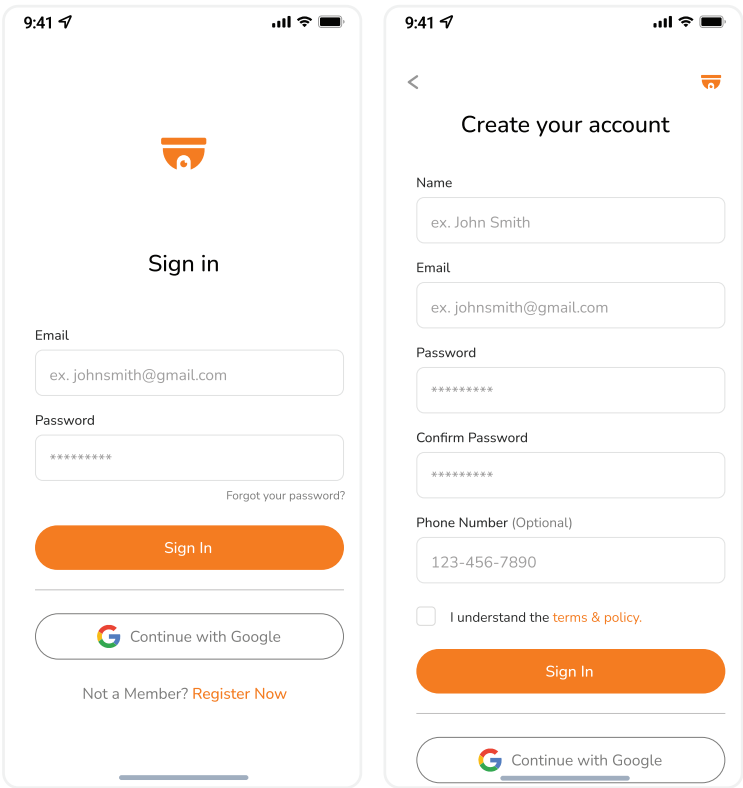 9:41
Sign in
Email
ex. johnsmith@gmail.com
Password
*********
Forgot your password?
Sign In
Continue with Google
Not a Member? Register Now
9:41
Create your account
Name
ex. John Smith
Email
ex. johnsmith@gmail.com
Password
*********
Confirm Password
*********
Phone Number (Optional)
123-456-7890
I understand the terms & policy.
Sign In
Continue with Google